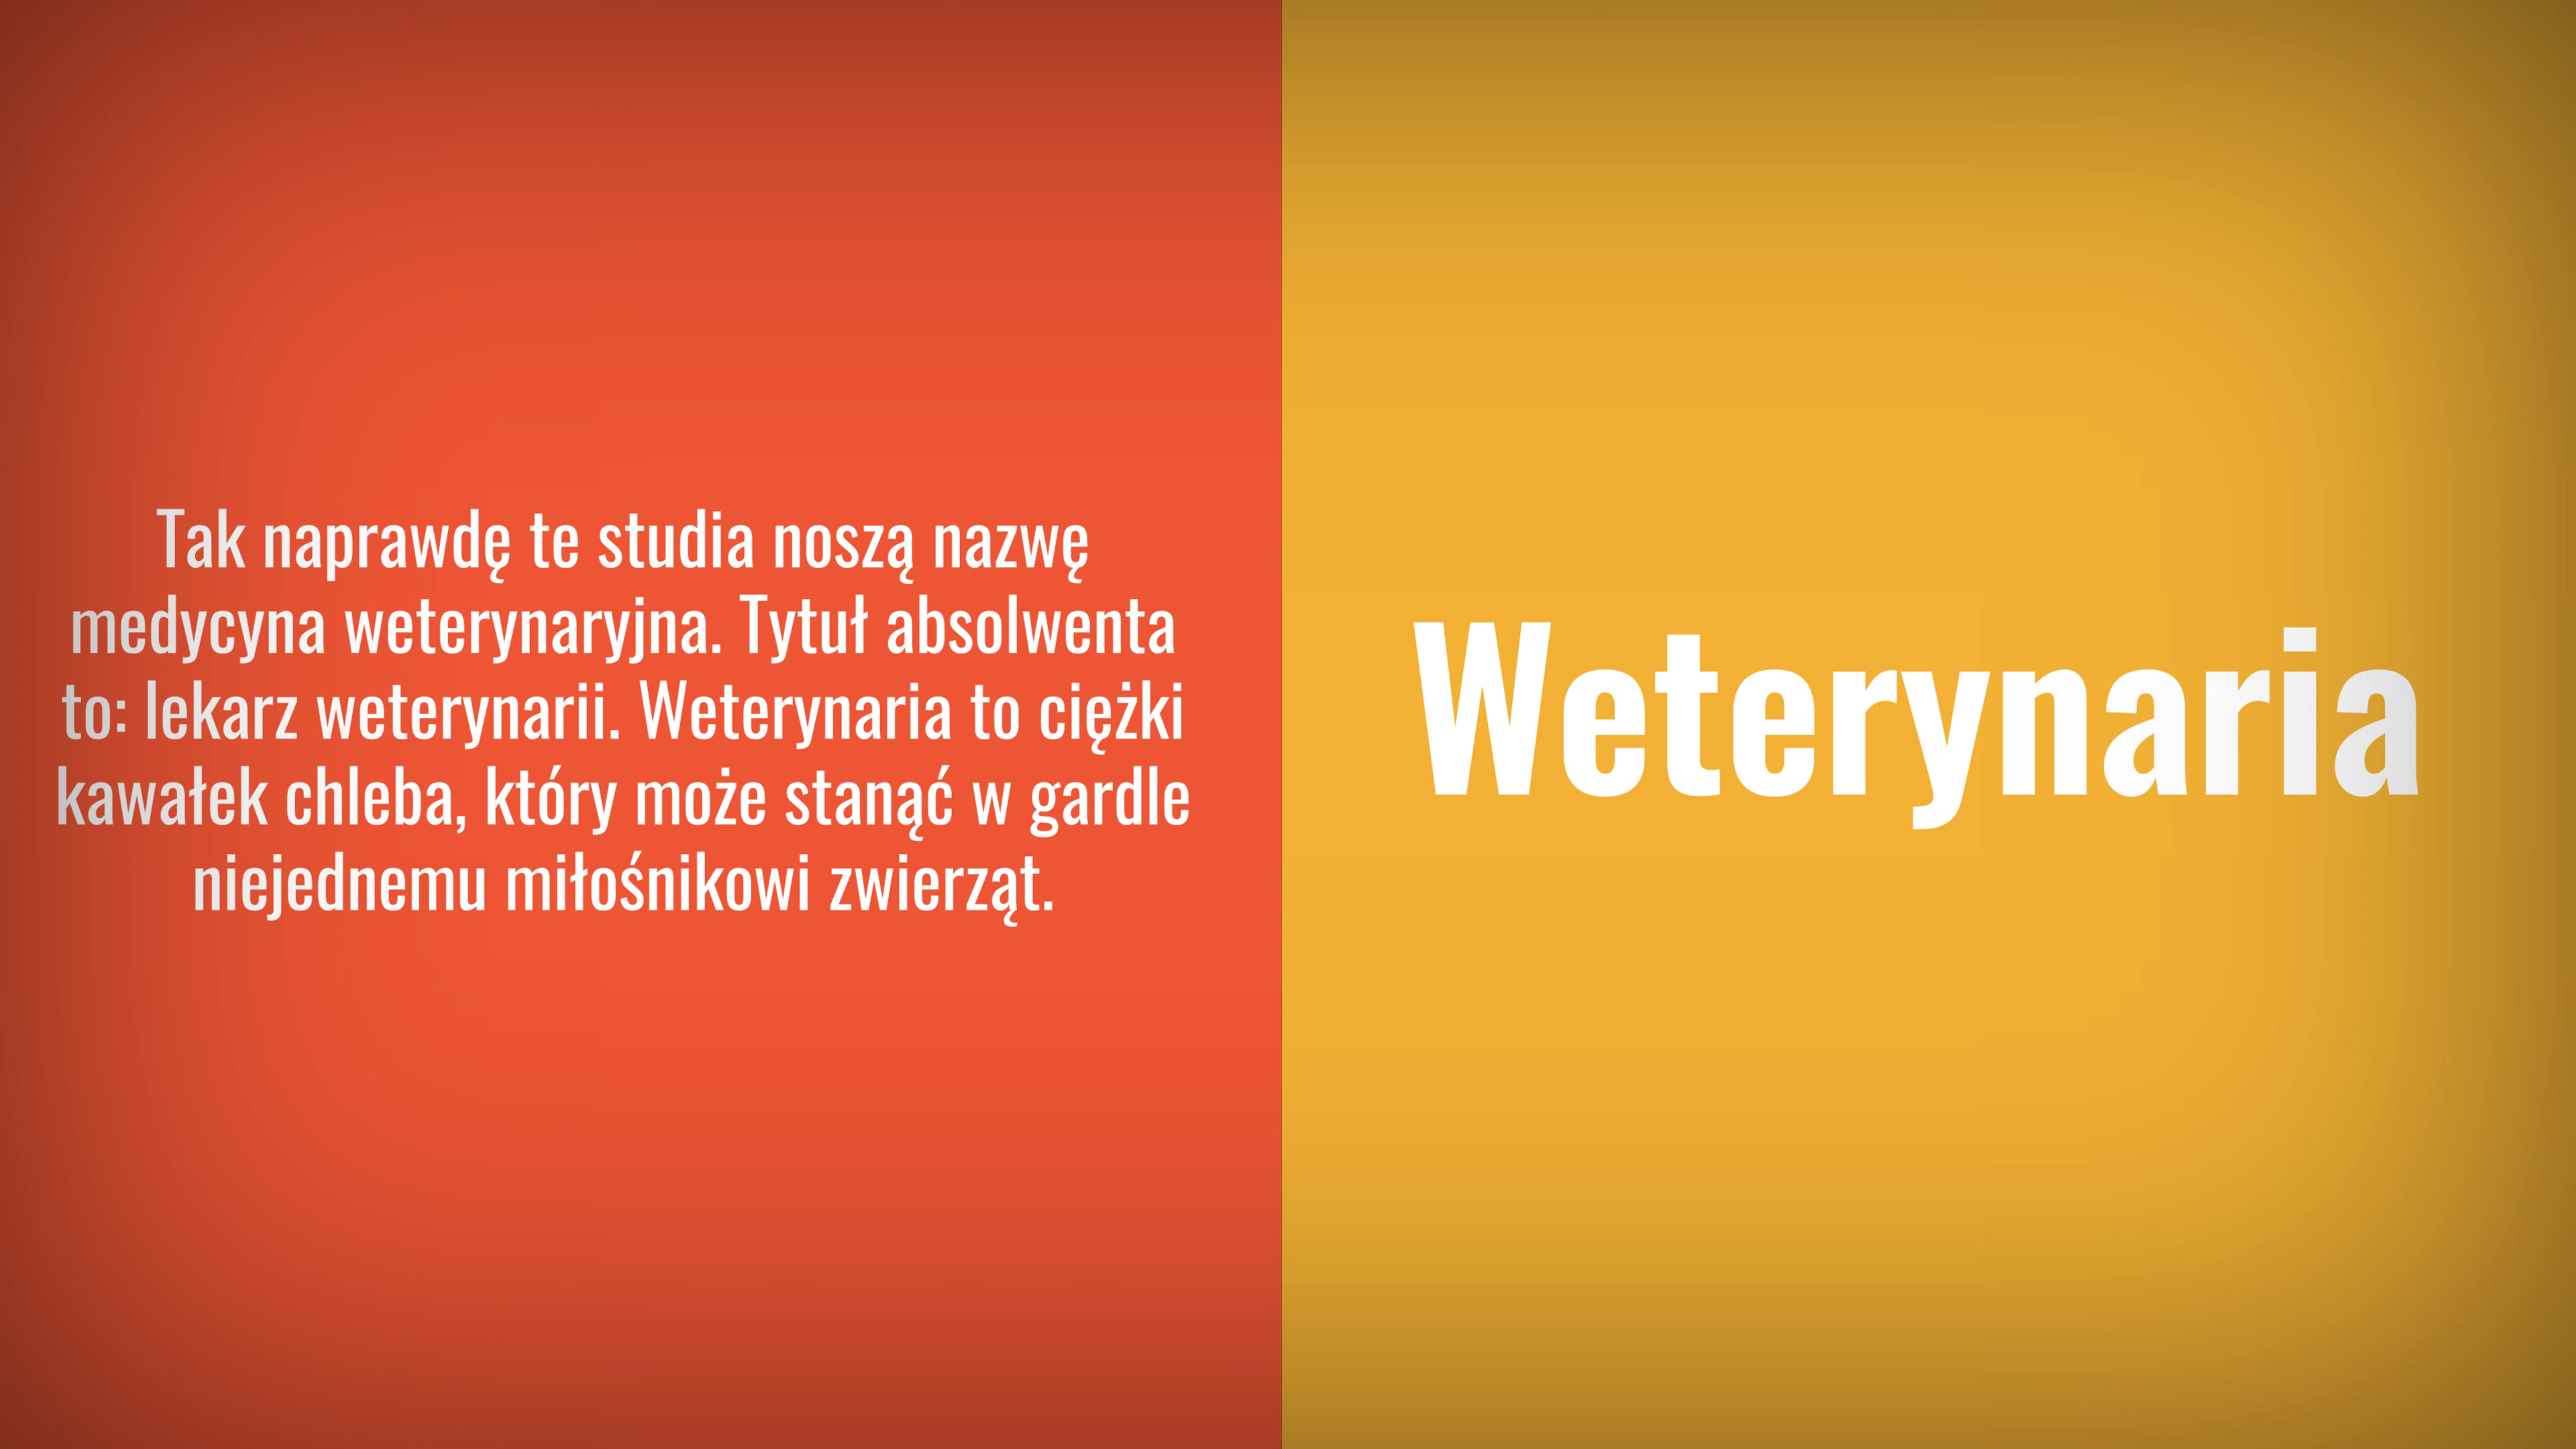 Tak naprawdę te studia noszą nazwę
medycyna weterynaryjna. Tytuł absolwenta
to: lekarz weterynarii. Weterynaria to ciężki
kawałek chleba, który może stanąć w gardle
niejednemu miłośnikowi zwierząt.
Weterynaria